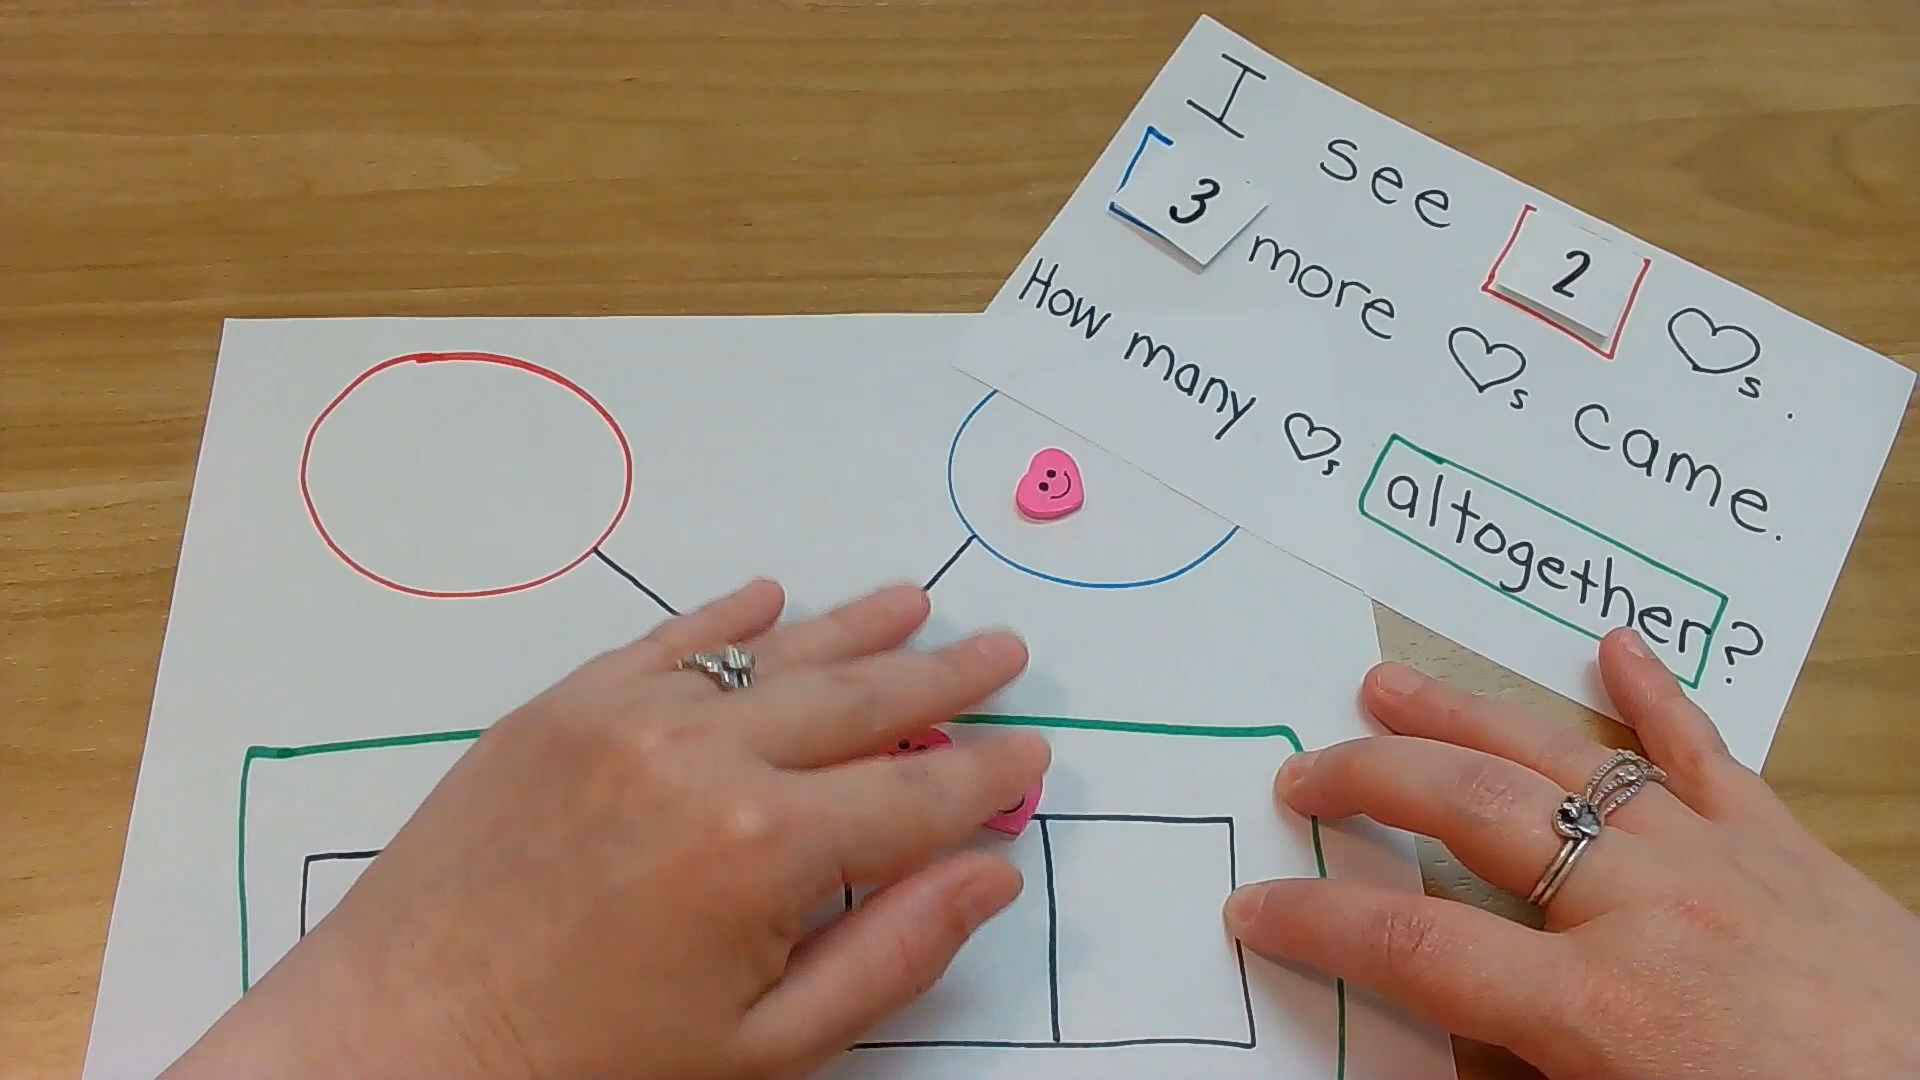 I see 2 ♡s.
3 more ♡s came.
How many ♡s altogether?